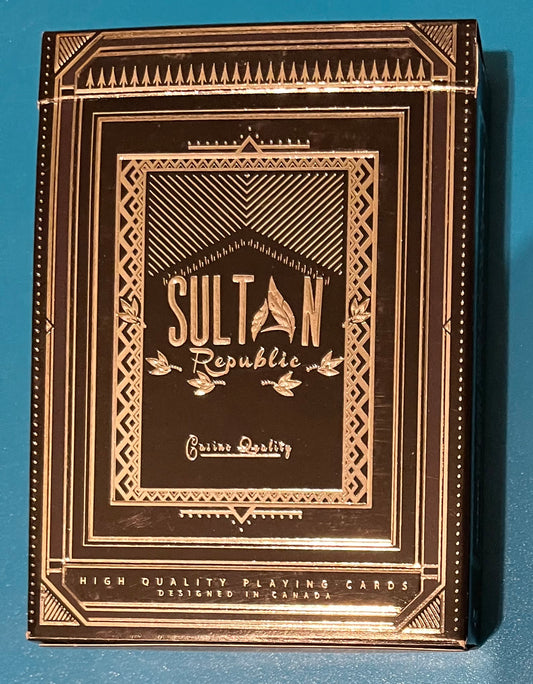 SULTAN
Republic
Casino Quality
HIGH QUALITY PLAYING CARDS
DESIGNED IN CANADA